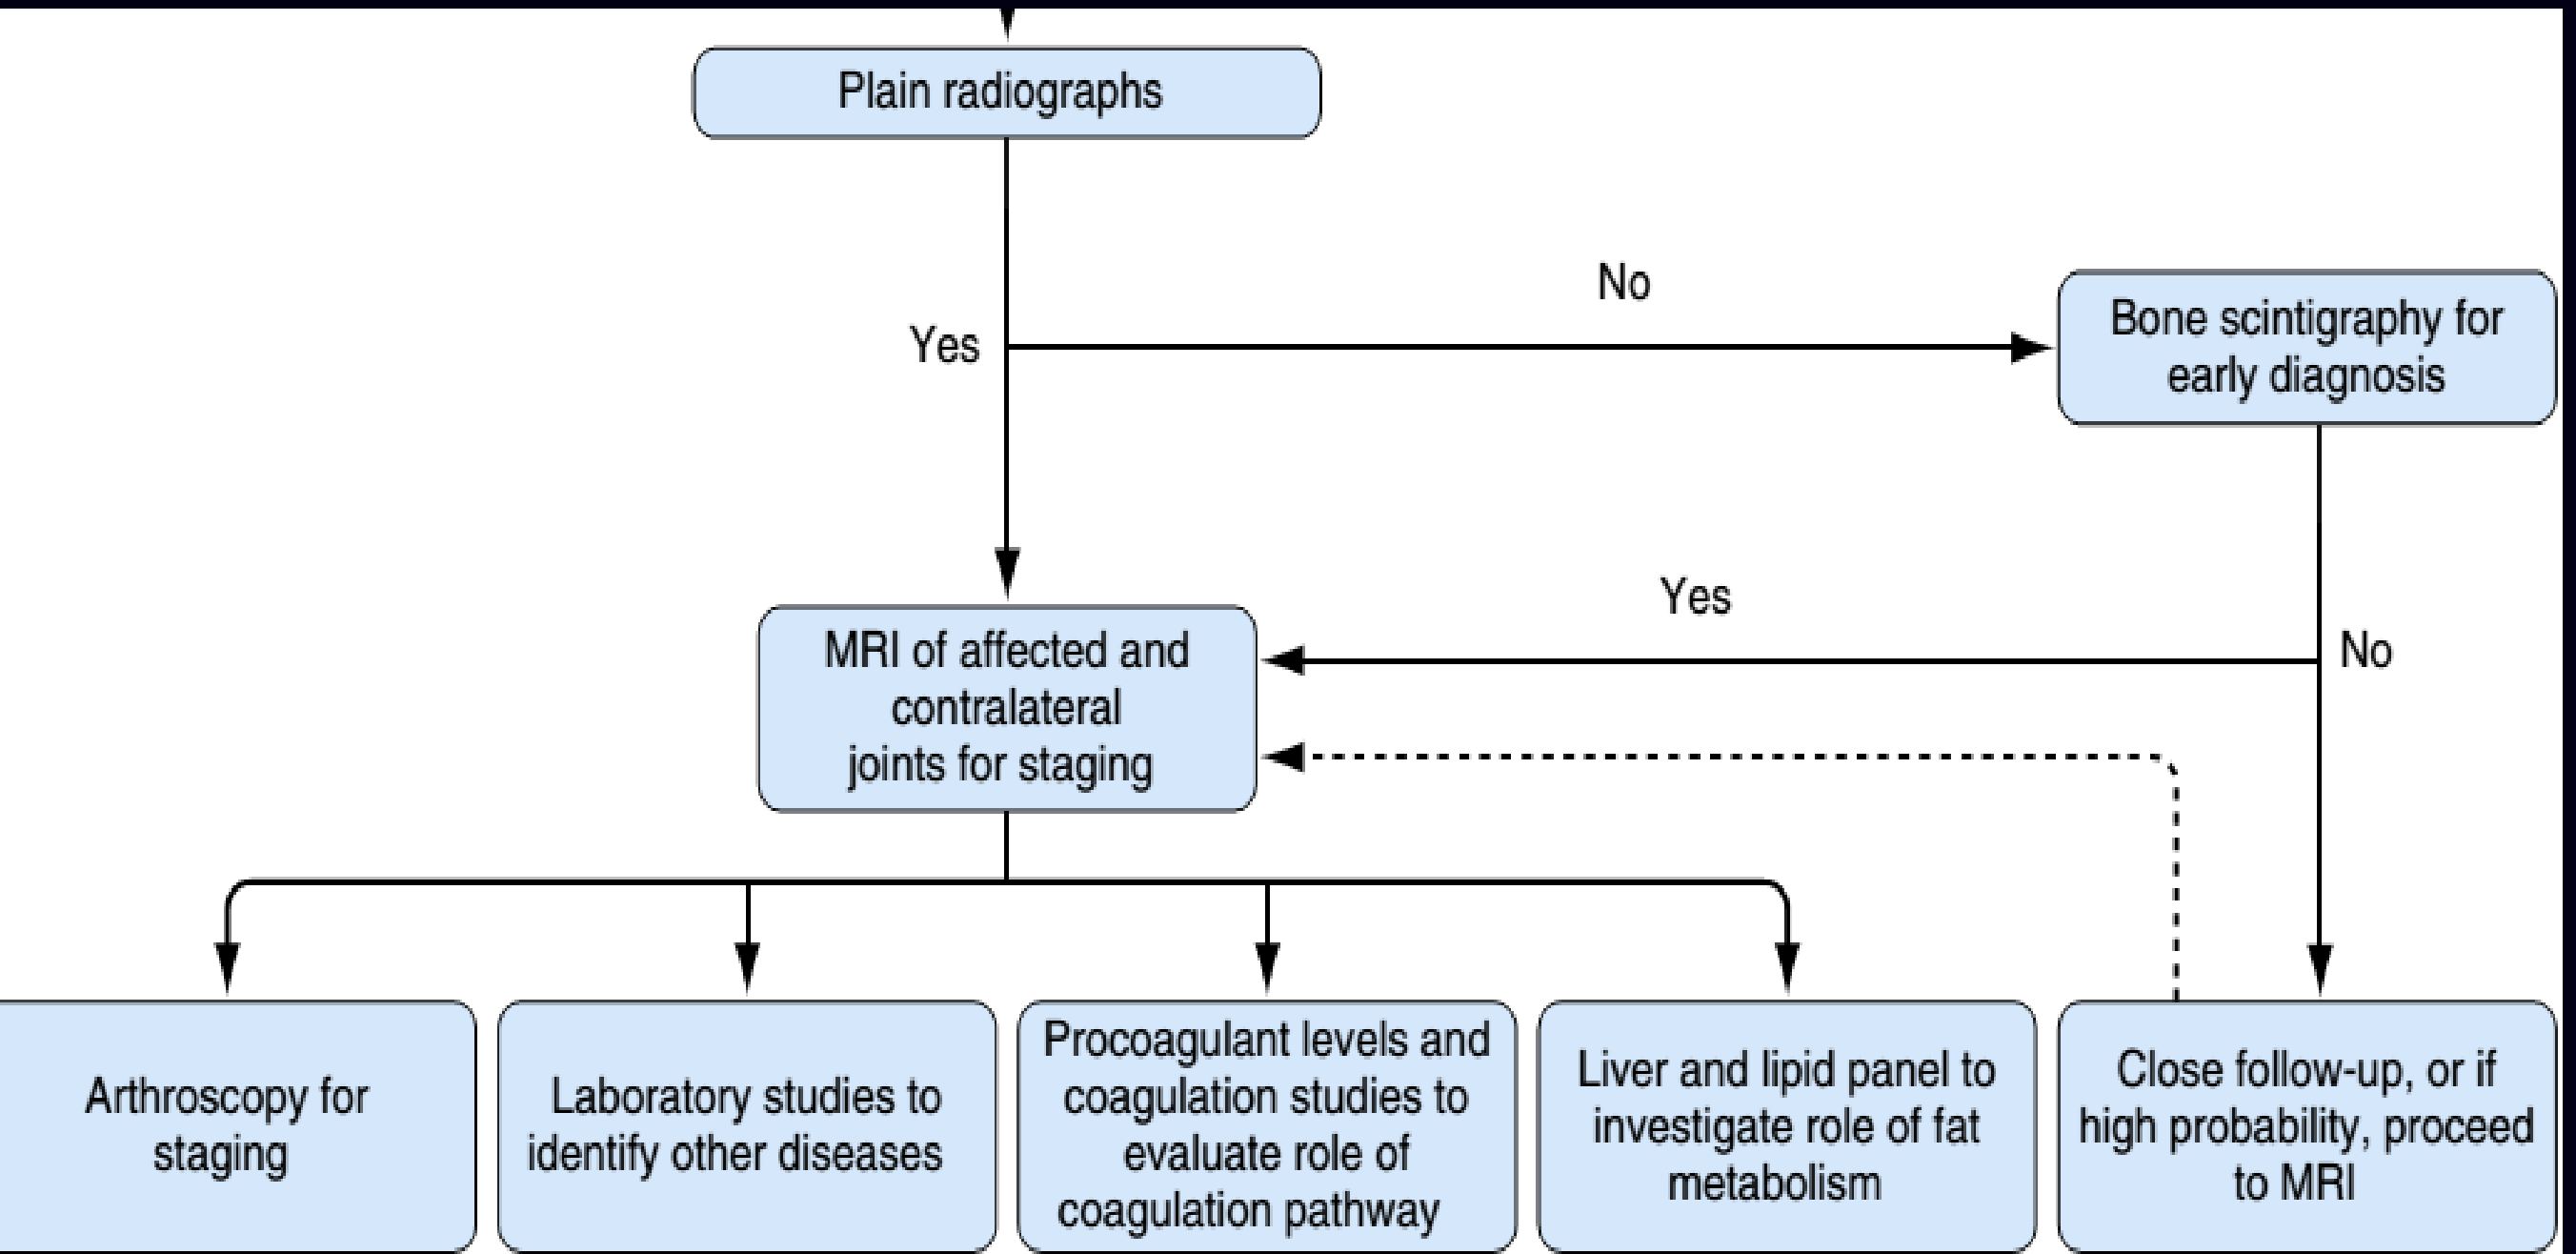 Plain radiographs
No
Yes
Bone scintigraphy for
early diagnosis
Yes
No
MRI of affected and
contralateral
joints for staging
Arthroscopy for
staging
Laboratory studies to
identify other diseases
Procoagulant levels and
coagulation studies to
evaluate role of
coagulation pathway
Liver and lipid panel to
investigate role of fat
metabolism
Close follow-up, or if
high probability, proceed
to MRI